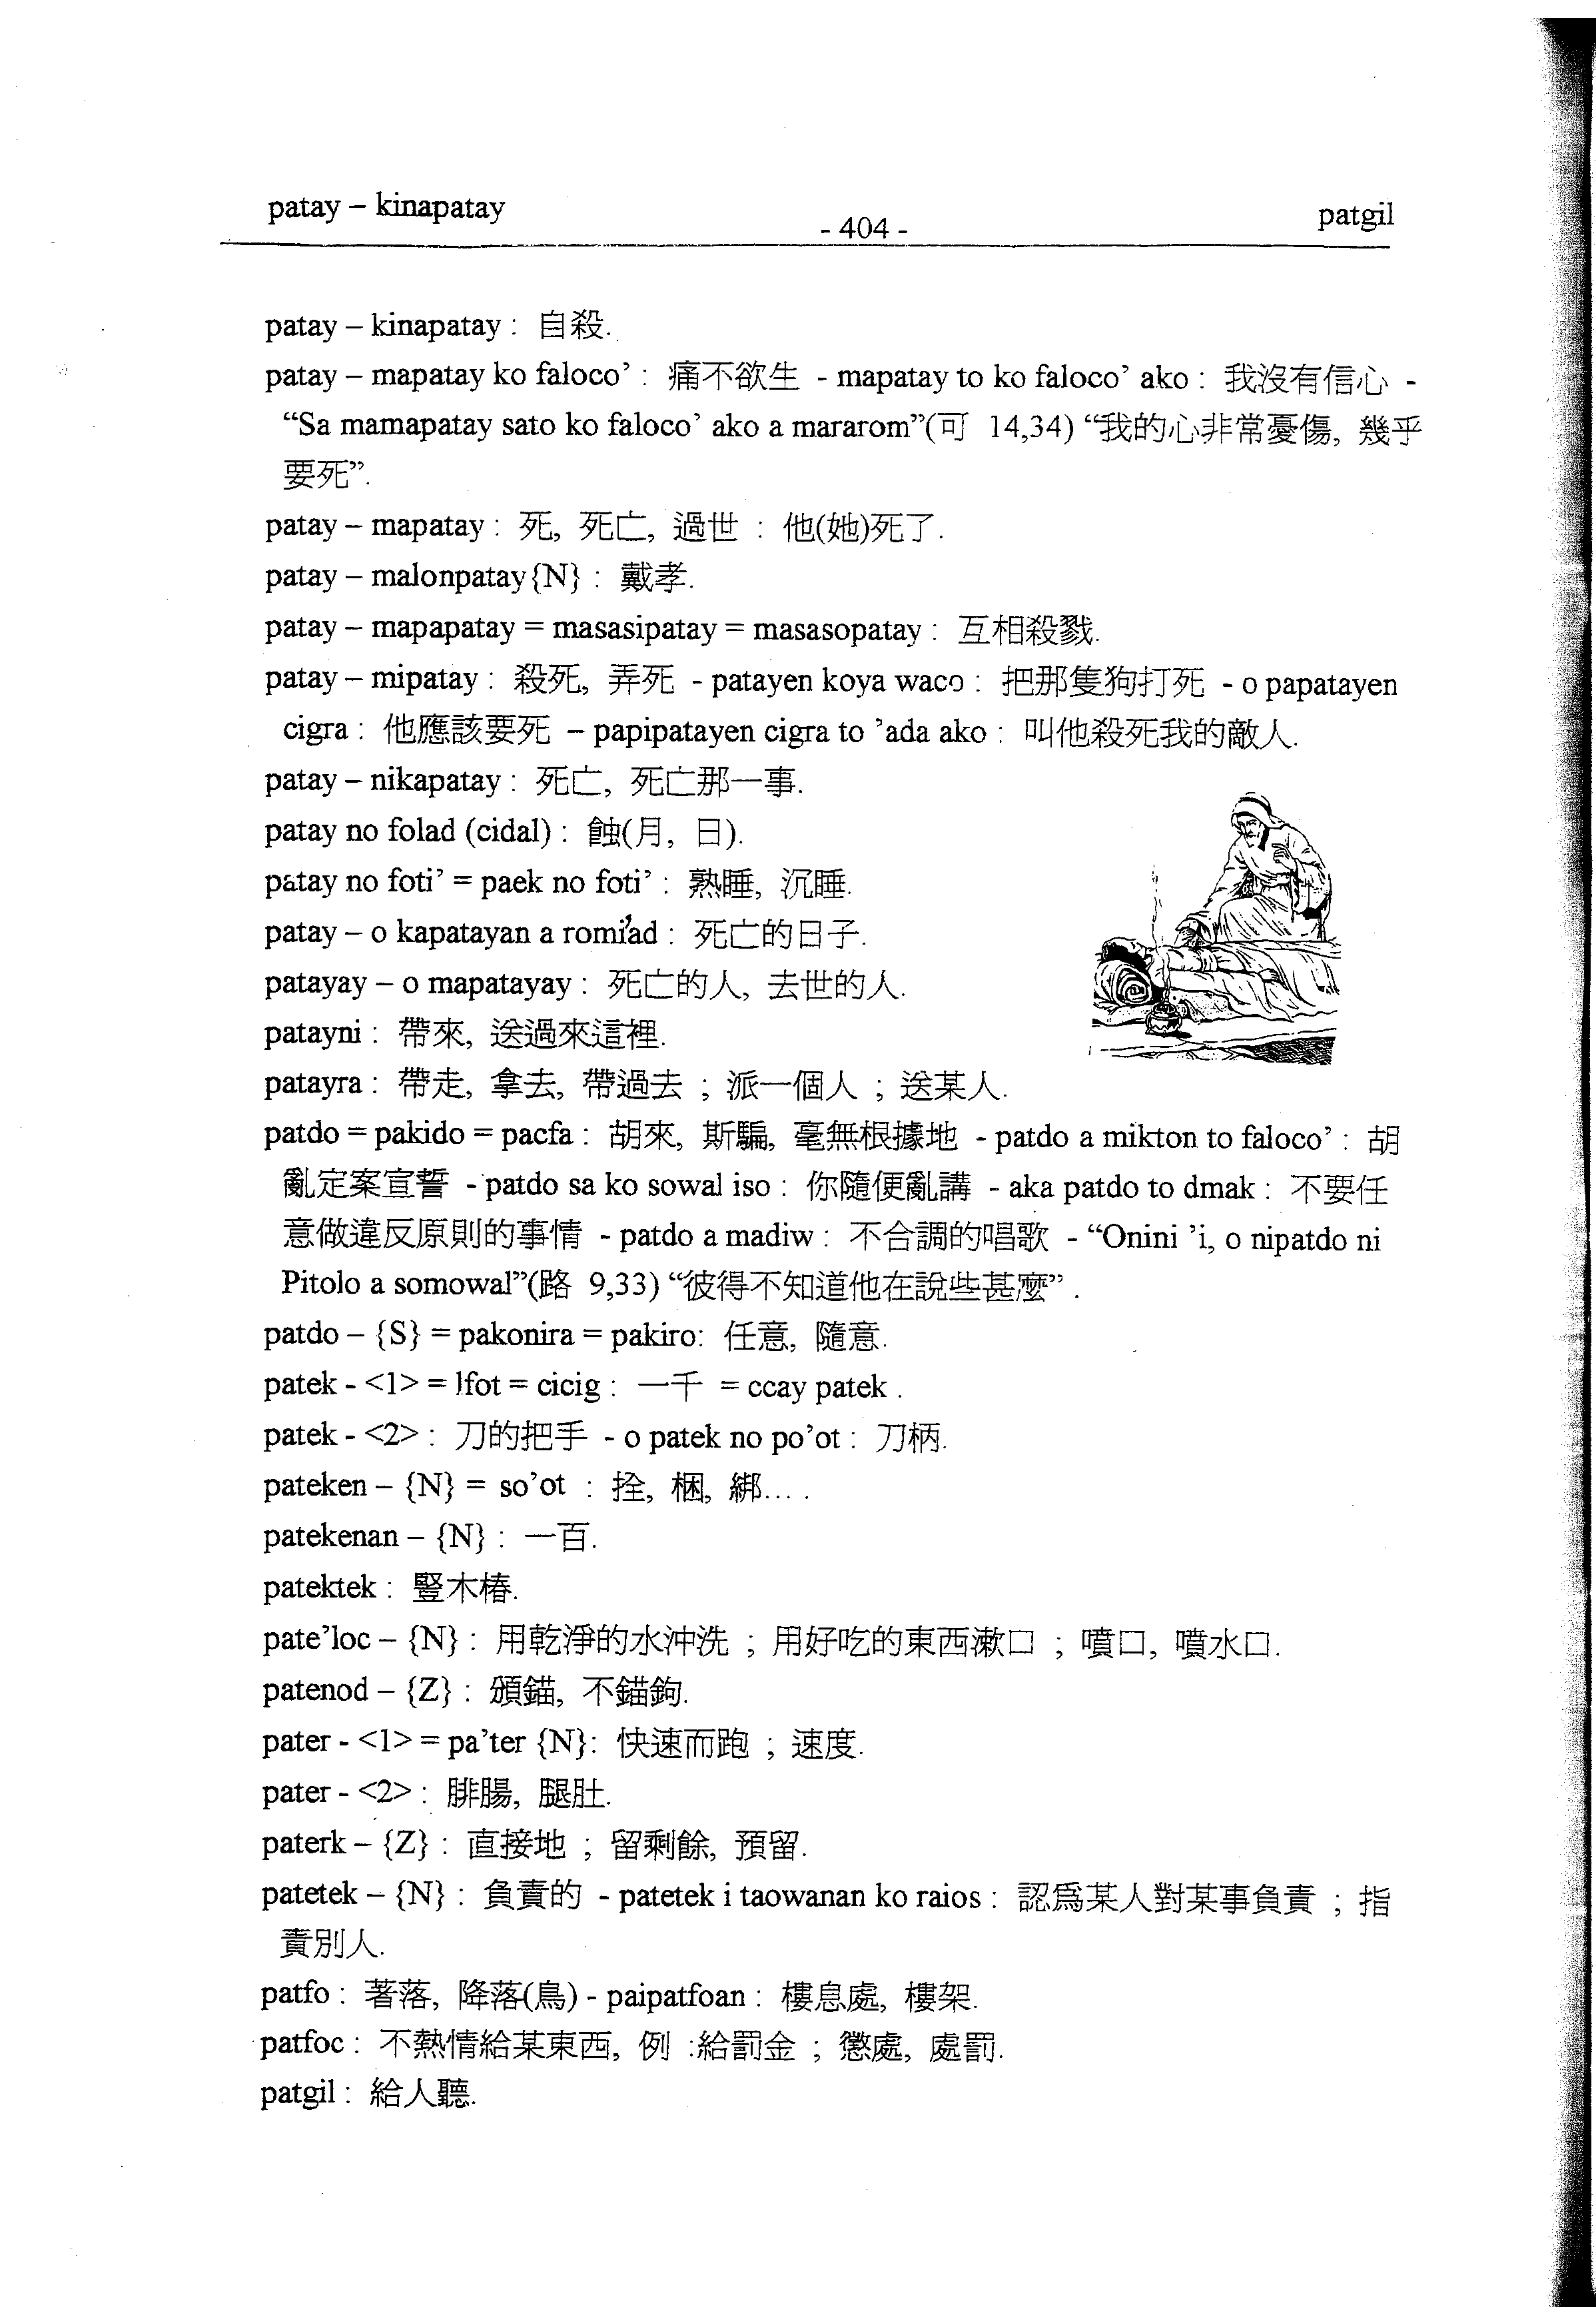 patay – kinapatay
- 404 -
patgil
patay – kinapatay : 自殺.
patay – mapatay ko faloco’ : 痛不欲生 - mapatay to ko faloco’ ako : 我沒有信心 -
“Sa mamapatay sato ko faloco’ ako a mararom”(可 14,34) “我的心非常憂傷, 幾乎
要死”.
patay – mapatay : 死, 死亡, 過世 : 他(她)死了.
patay – malonpatay{N} : 戴孝.
patay – mapapatay = masasipatay = masasopatay : 互相殺戮.
patay – mipatay : 殺死, 弄死 - patayen koya waco : 把那隻狗打死 - o papatayen
cigra : 他應該要死 – papipatayen cigra to ’ada ako : 叫他殺死我的敵人.
patay – nikapatay : 死亡, 死亡那一事.
patay no folad (cidal) : 蝕(月, 日).
patay no foti’ = paek no foti’ : 熟睡, 沉睡.
patay – o kapatayan a romi’ad : 死亡的日子.
patayay – o mapatayay : 死亡的人, 去世的人.
patayni : 帶來, 送過來這裡.
patayra : 帶走, 拿去, 帶過去 ; 派一個人 ; 送某人.
patdo = pakido = pacfa : 胡來, 斯騙, 毫無根據地 - patdo a mikton to faloco’ : 胡
亂定案宣誓 - patdo sa ko sowal iso : 你隨便亂講 - aka patdo to dmak : 不要任
意做違反原則的事情 - patdo a madiw : 不合調的唱歌 - “Onini ’i, o nipatdo ni
Pitolo a somowal”(路 9,33) “彼得不知道他在說些甚麼” .
patdo – {S} = pakonira = pakiro: 任意, 隨意.
patek - <1> = lfot = cicig : 一千 = ccay patek .
patek - <2> : 刀的把手 - o patek no po’ot : 刀柄.
pateken – {N} = so’ot : 拴, 梱, 綁... .
patekenan – {N} : 一百.
patektek : 豎木樁.
pate’loc – {N} : 用乾淨的水沖洗 ; 用好吃的東西漱口 ; 噴口, 噴水口.
patenod – {Z} : 頒錨, 不錨鉤.
pater - <1> = pa’ter {N}: 快速而跑 ; 速度.
pater - <2> : 腓腸, 腿肚.
paterk – {Z} : 直接地 ; 留剩餘, 預留.
patetek – {N} : 負責的 - patetek i taowanan ko raios : 認爲某人對某事負責 ; 指
責別人.
patfo : 著落, 降落(鳥) - paipatfoan : 樓息處, 樓架.
patfoc : 不熱情給某東西, 例 :給罰金 ; 懲處, 處罰.
patgil : 給人聽.